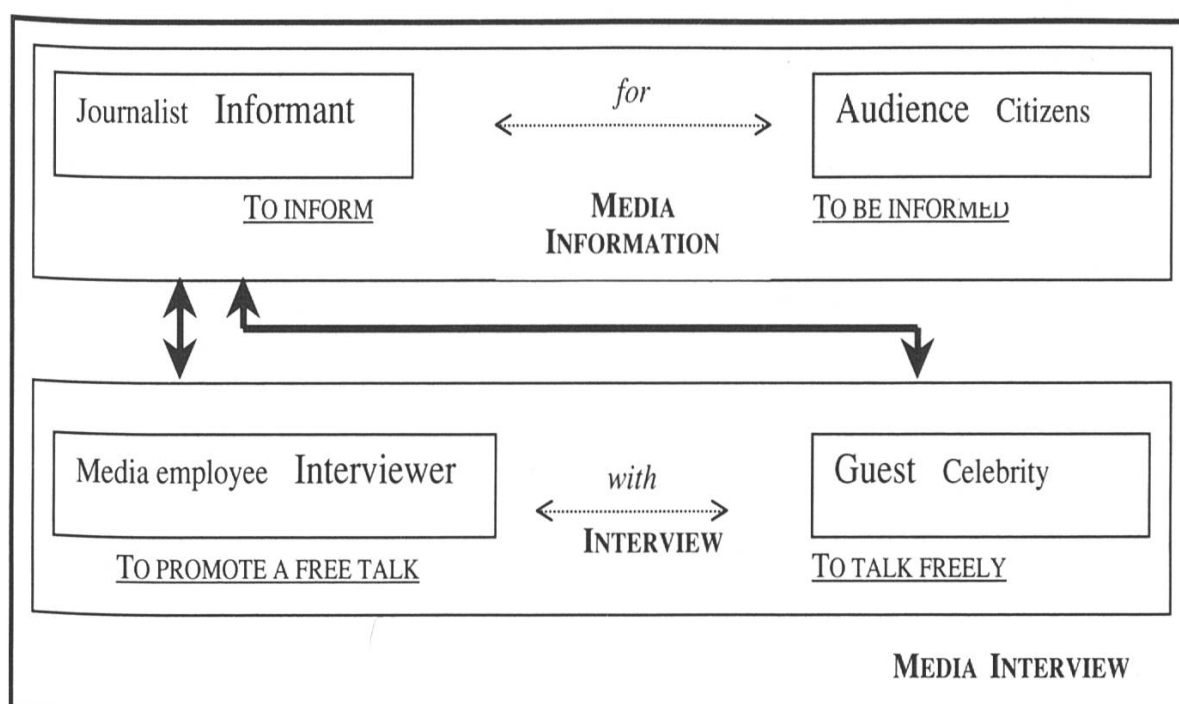 Journalist Informant
for
Audience Citizens
TO INFORM
MEDIA
INFORMATION
TO BE INFORMED
Media employee Interviewer
with
Guest Celebrity
INTERVIEW
TO PROMOTE A FREE TALK
TO TALK FREELY
MEDIA INTERVIEW